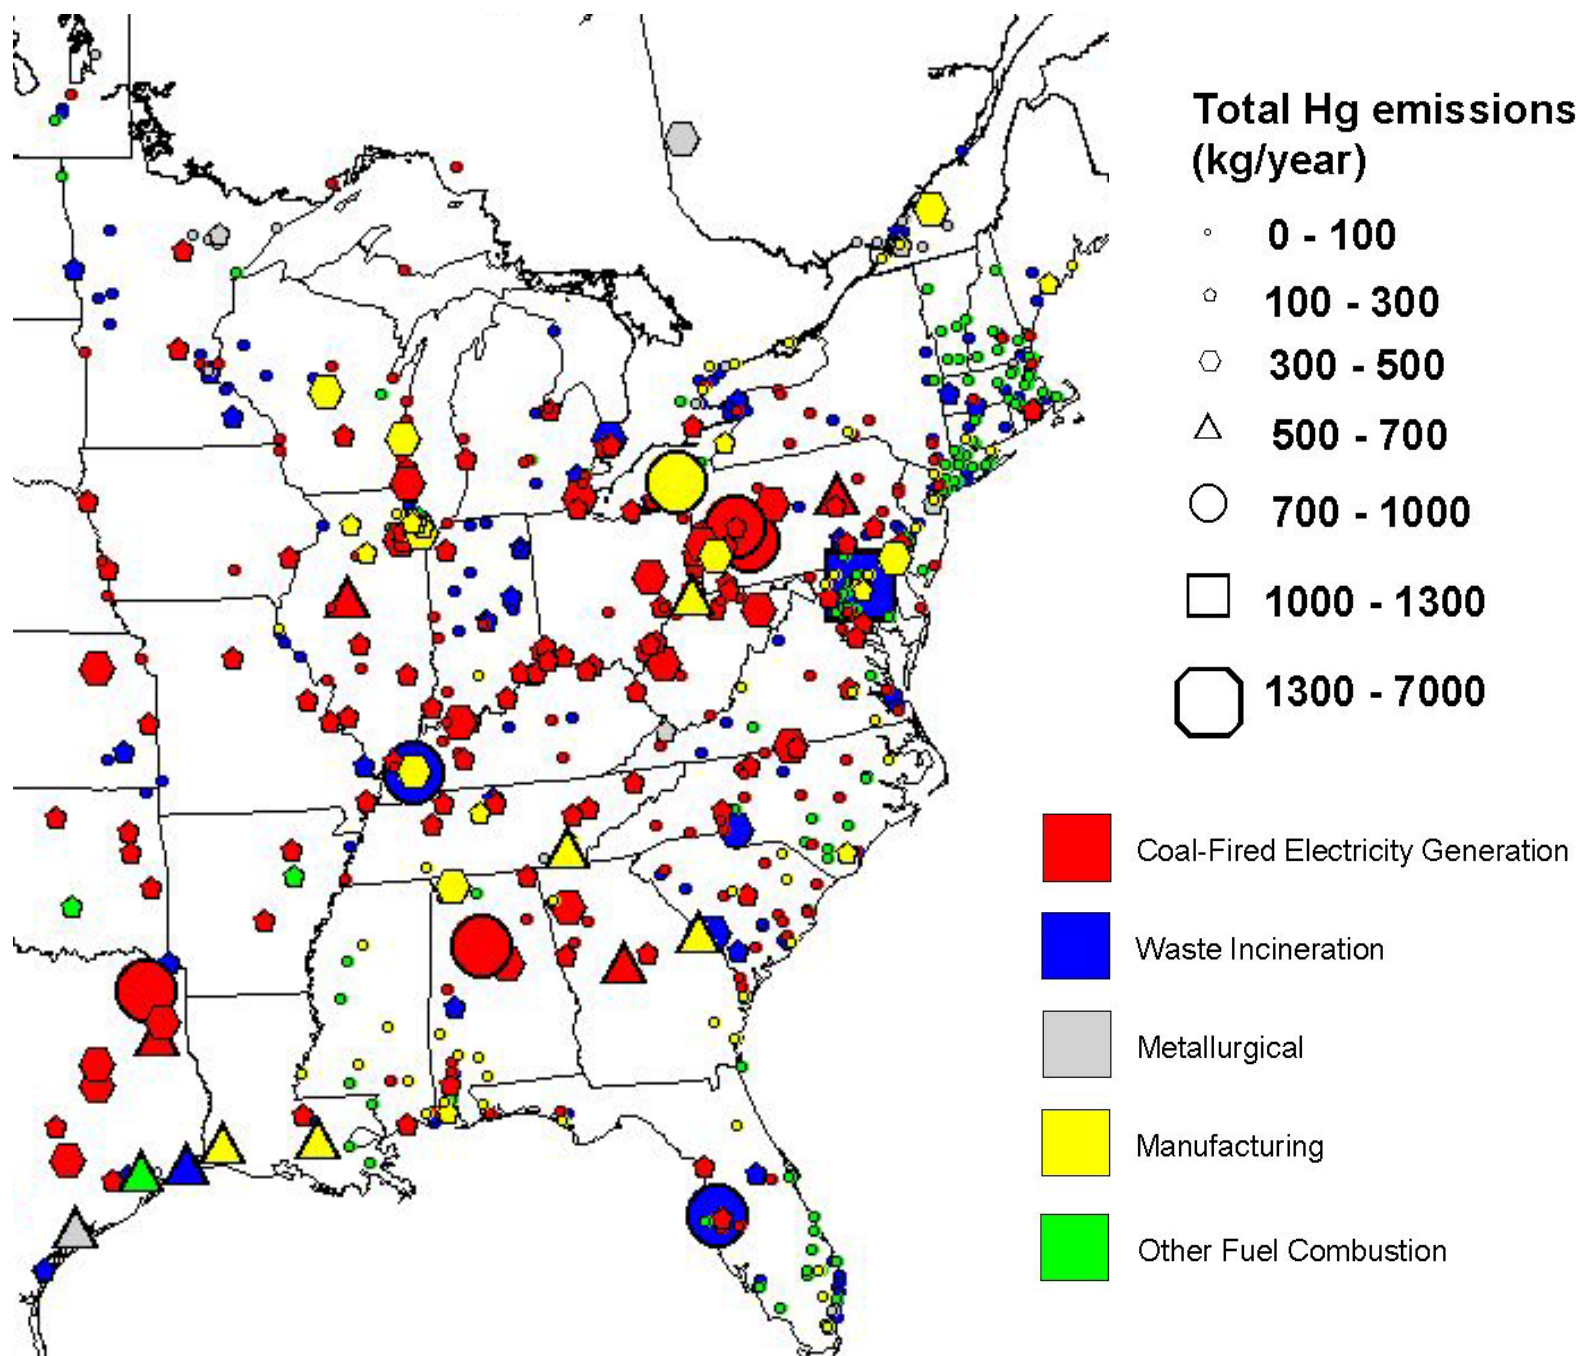 Total Hg emissions
(kg/year)
0 - 100
100 - 300
300 - 500
500 - 700
700 - 1000
1000 - 1300
1300 - 7000
Coal-Fired Electricity Generation
Waste Incineration
Metallurgical
Manufacturing
Other Fuel Combustion